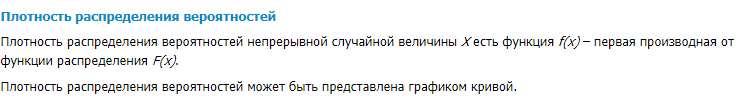 Плотность распределения вероятностей
Плотность распределения вероятностей непрерывной случайной величины X есть функция f(x) – первая производная от
функции распределения F(x).
Плотность распределения вероятностей может быть представлена графиком кривой.